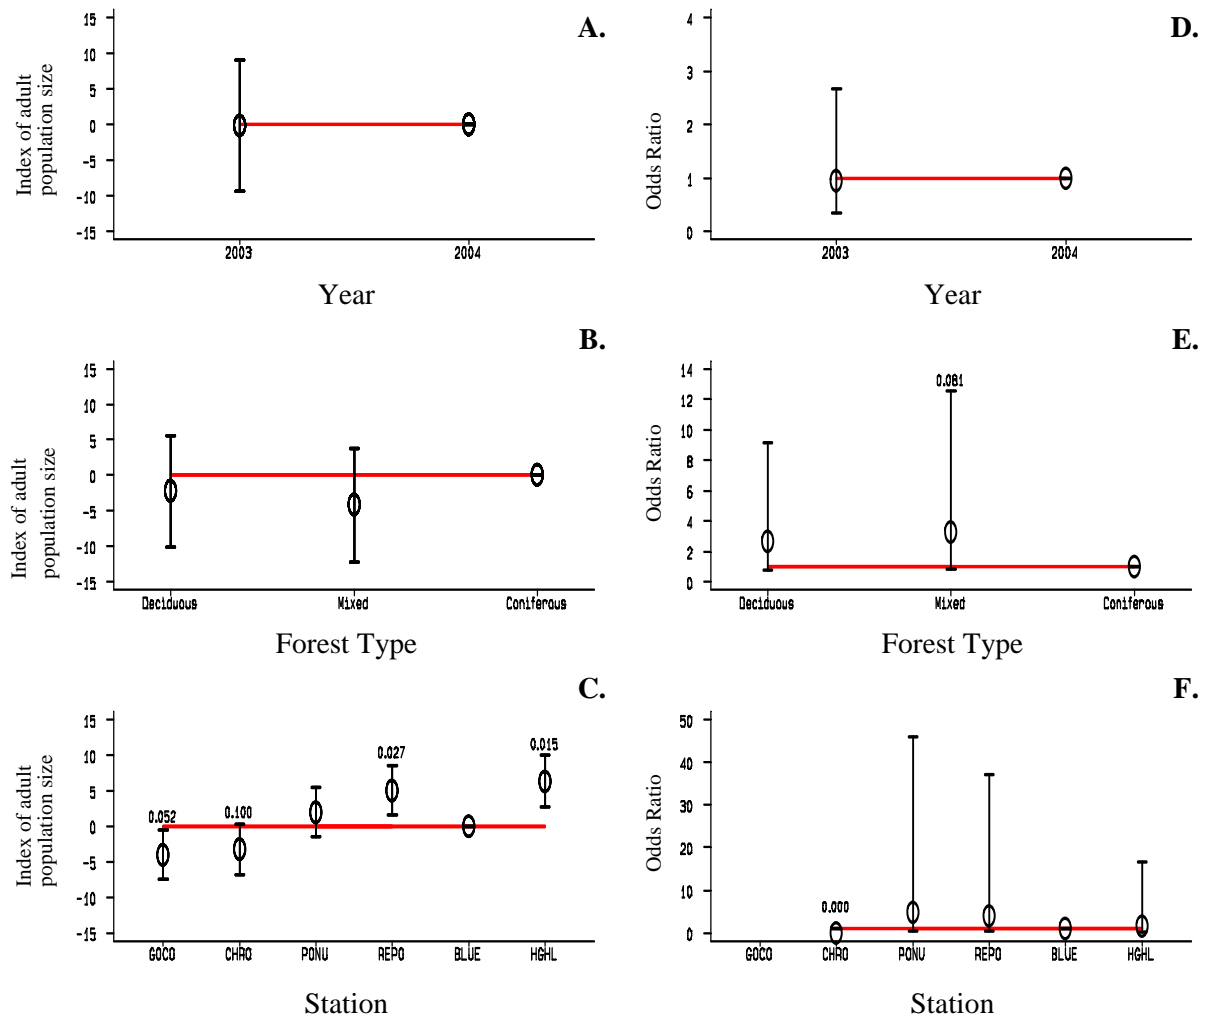 A.
Index of adult
population size
15
10
5
0
-5
-10
-15
2003
2004
Year
D.
Odds Ratio
4
3
2
1
0
2003
2004
Year
B.
Index of adult
population size
15
10
5
0
-5
-10
-15
Deciduous
Mixed
Coniferous
Forest Type
E.
Odds Ratio
14
12
10
8
6
4
2
0
0.081
Deciduous
Mixed
Coniferous
Forest Type
C.
Index of adult
population size
15
10
5
0
-5
-10
-15
0.052
0.100
0.027
0.015
GOCO
CHRO
PONU
REPO
BLUE
HGHL
Station
F.
Odds Ratio
50
40
30
20
10
0
0.000
GOCO
CHRO
PONU
REPO
BLUE
HGHL
Station